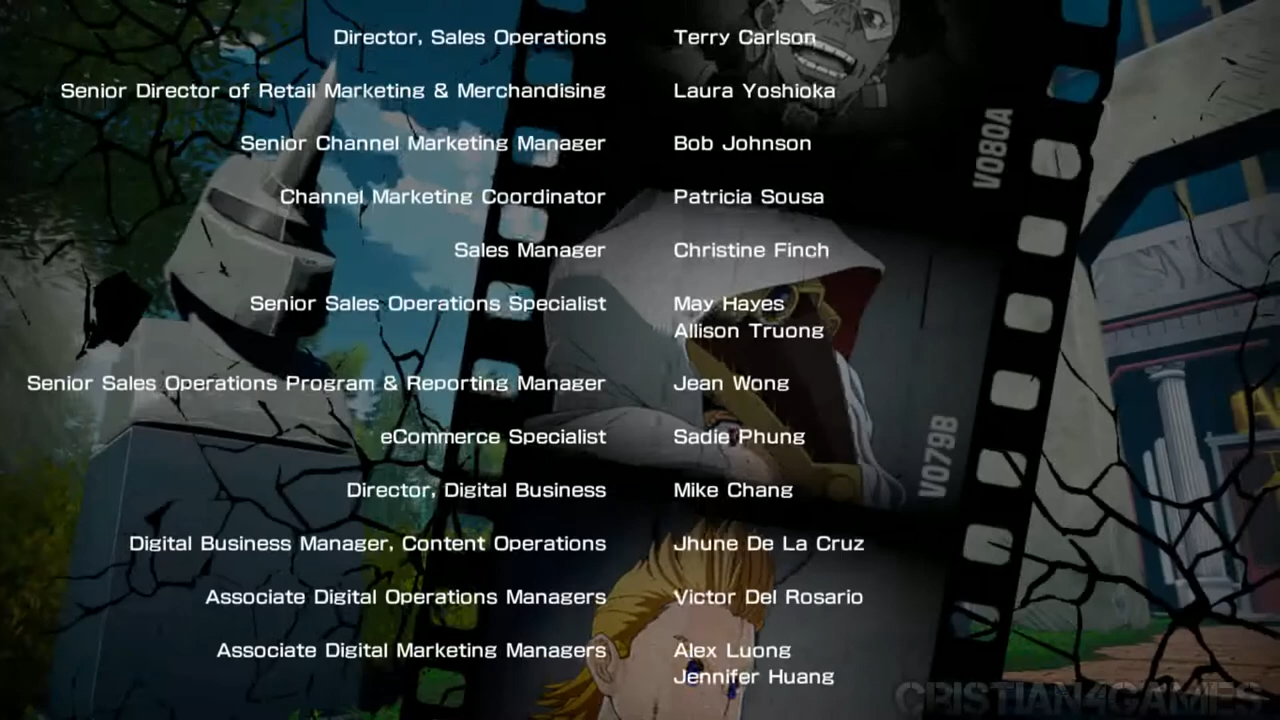 Director, Sales Operations Terry Carlson
Senior Director of Retail Marketing & Merchandising Laura Yoshioka
Senior Channel Marketing Manager Bob Johnson
Channel Marketing Coordinator Patricia Sousa
Sales Manager Christine Finch
Senior Sales Operations Specialist May Hayes
Allison Truong
Senior Sales Operations Program & Reporting Manager Jean Wong
eCommerce Specialist Sadie Phung
Director, Digital Business Mike Chang
Digital Business Manager, Content Operations Jhune De La Cruz
Associate Digital Operations Managers Victor Del Rosario
Associate Digital Marketing Managers Alex Luong
Jennifer Huang
V080A
V079B
CRISTIAN4GAMES